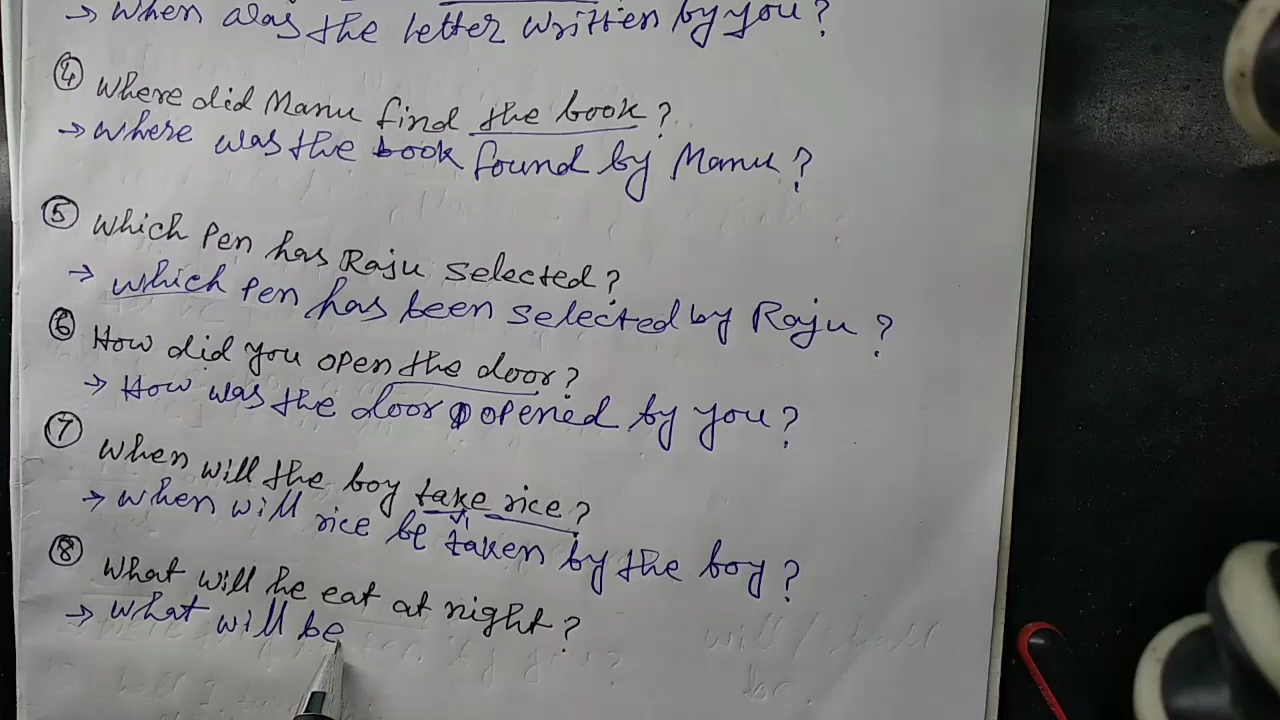 → When was the letter written by you?
④ Where did Manu find the book?
→ Where was the book found by Manu?
⑤ Which Pen has Raju selected?
→ which Pen has been selected by Raju?
⑥ How did you open the door?
→ How was the door opened by you?
⑦ When will the boy take rice?
→ when will rice be taken by the boy?
⑧ What will he eat at night?
→ what will be